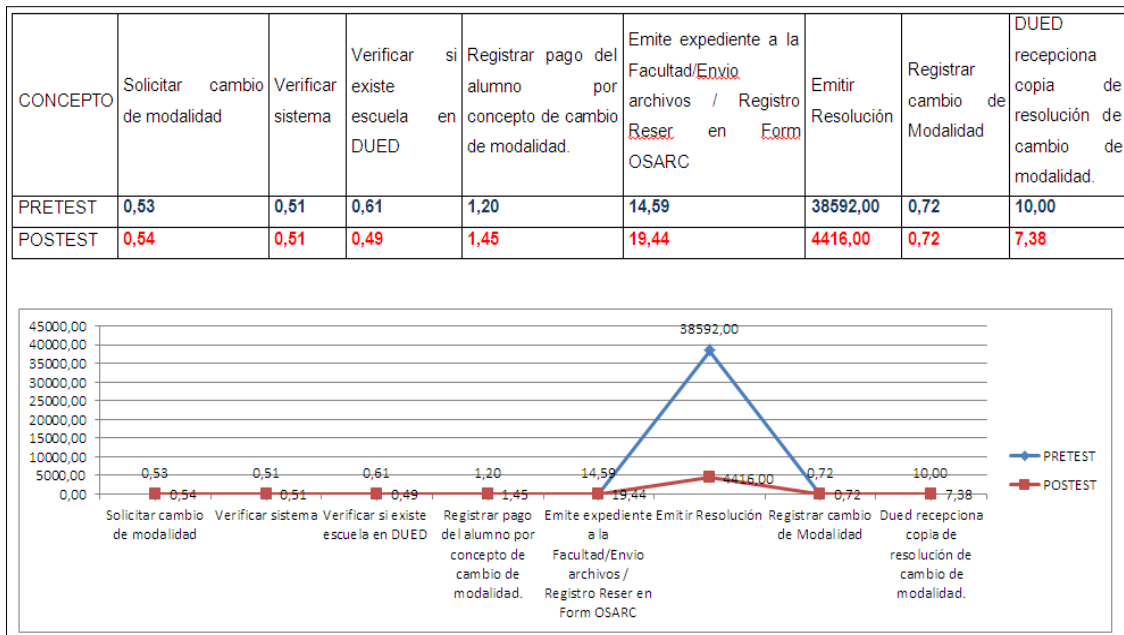 CONCEPTO
Solicitar cambio
de modalidad
Verificar
sistema
Verificar si
existe
escuela en
DUED
Registrar pago del
alumno por
concepto de cambio
de modalidad.
Emite expediente a la
Facultad/Envio
archivos / Registro
Reser en Form
OSARC
Emitir
Resolución
Registrar
cambio de
Modalidad
DUED
recepciona
copia de
resolución de
cambio de
modalidad.
PRETEST 0,53 0,51 0,61 1,20 14,59 38592,00 0,72 10,00
POSTEST 0,54 0,51 0,49 1,45 19,44 4416,00 0,72 7,38
45000,00
40000,00
35000,00
30000,00
25000,00
20000,00
15000,00
10000,00
5000,00
0,00
38592,00
0,53 0,51 0,61 1,20 14,59 0,72 10,00
0,54 0,51 0,49 1,45 19,44 4416,00 0,72 7,38
PRETEST
POSTEST
Solicitar cambio
de modalidad
Verificar sistema
Verificar si existe
escuela en DUED
Registrar pago
del alumno por
concepto de
cambio de
modalidad.
Emite expediente
a la
Facultad/Envio
archivos /
Registro Reser en
Form OSARC
Emitir Resolución
Registrar cambio
de Modalidad
Dued recepciona
copia de
resolución de
cambio de
modalidad.